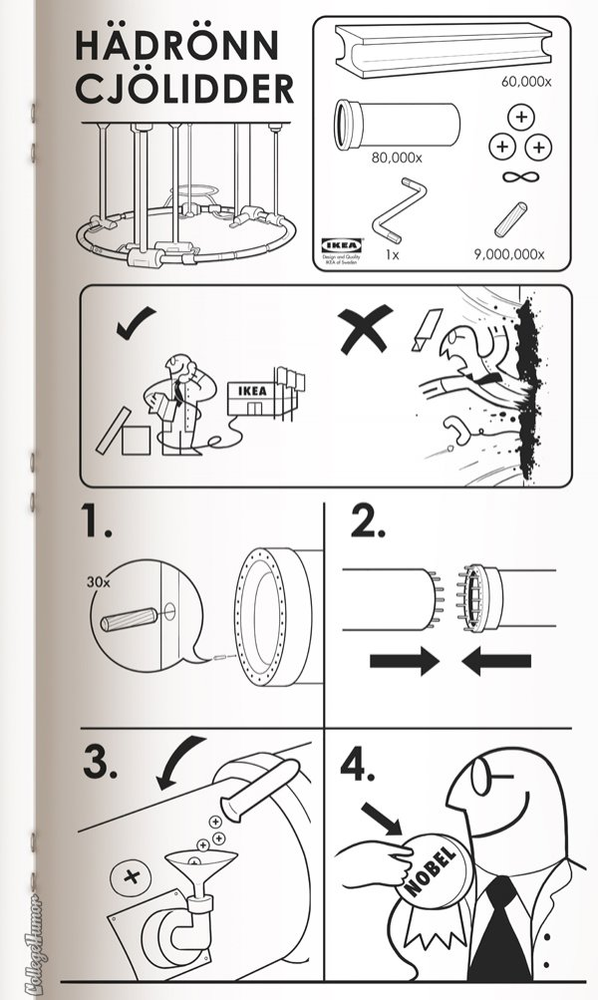 HÄDRÖNN
CJÖLIDDER
60,000x
80,000x
1x
9,000,000x
IKEA
Design and Quality
IKEA of Sweden
IKEA
1.
30x
2.
3.
4.
NOBEL
CollegeHumor